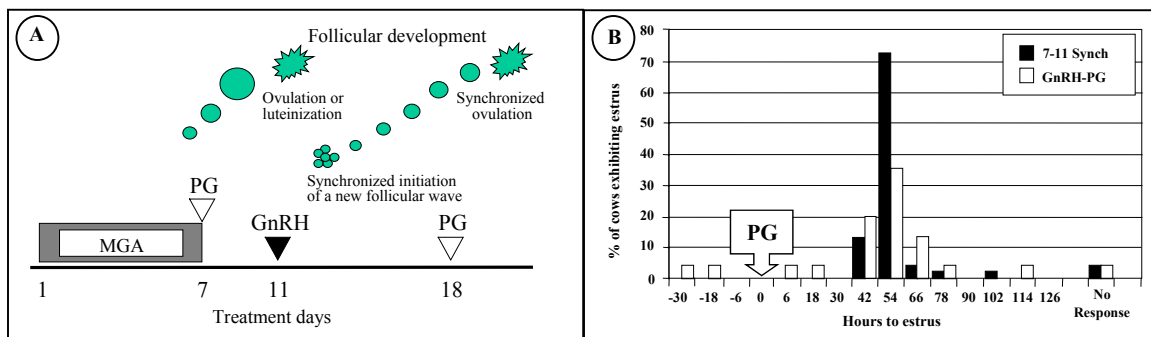 A
Follicular development
Ovulation or
luteinization
Synchronized
ovulation
Synchronized initiation
of a new follicular wave
PG
GnRH
PG
MGA
1
7
11
18
Treatment days
B
% of cows exhibiting estrus
80
70
60
50
40
30
20
10
0
7-11 Synch
GnRH-PG
PG
-30 -18 -6 0 6 18 30 42 54 66 78 90 102 114 126 No
Response
Hours to estrus